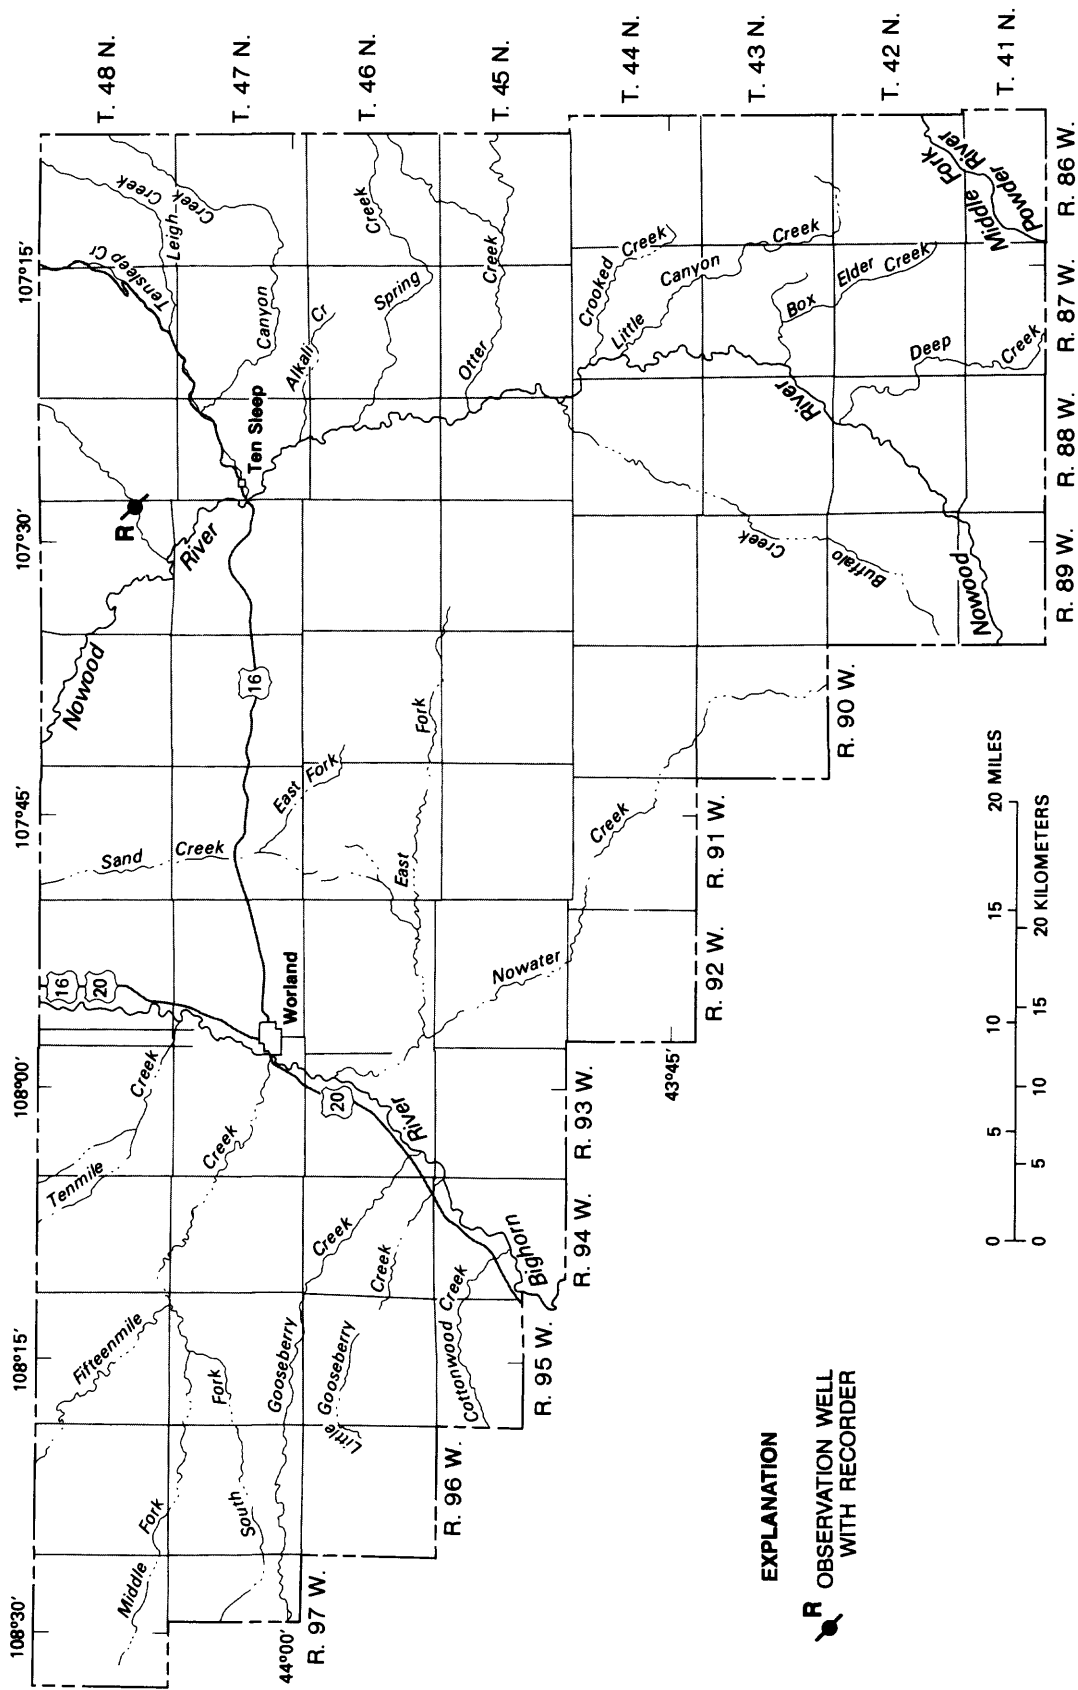 108°30′
108°15′
108°00′
107°45′
107°30′
107°15′
T. 48 N.
T. 47 N.
T. 46 N.
T. 45 N.
T. 44 N.
T. 43 N.
T. 42 N.
T. 41 N.
44°00′
43°45′
R. 97 W.
R. 96 W.
R. 95 W.
R. 94 W.
R. 93 W.
R. 92 W.
R. 91 W.
R. 90 W.
R. 89 W.
R. 88 W.
R. 87 W.
R. 86 W.
Middle Fork
Fifteenmile
Creek
South Fork
Gooseberry
Creek
Little Gooseberry
Creek
Cottonwood Creek
Bighorn
River
Tenmile
Creek
16
20
20
Worland
Sand Creek
East Fork
16
East Fork
Nowater
Creek
Nowood
River
R
Ten Sleep
Tensleep Cr
Leigh Creek
Canyon
Creek
Alkali Cr
Spring
Creek
Otter
Creek
Crooked Creek
Little Canyon
Creek
Box Elder Creek
Deep
Creek
River
Buffalo
Creek
Nowood
Middle Fork
Powder River
EXPLANATION
R OBSERVATION WELL
WITH RECORDER
0 5 10 15 20 MILES
0 5 10 15 20 KILOMETERS